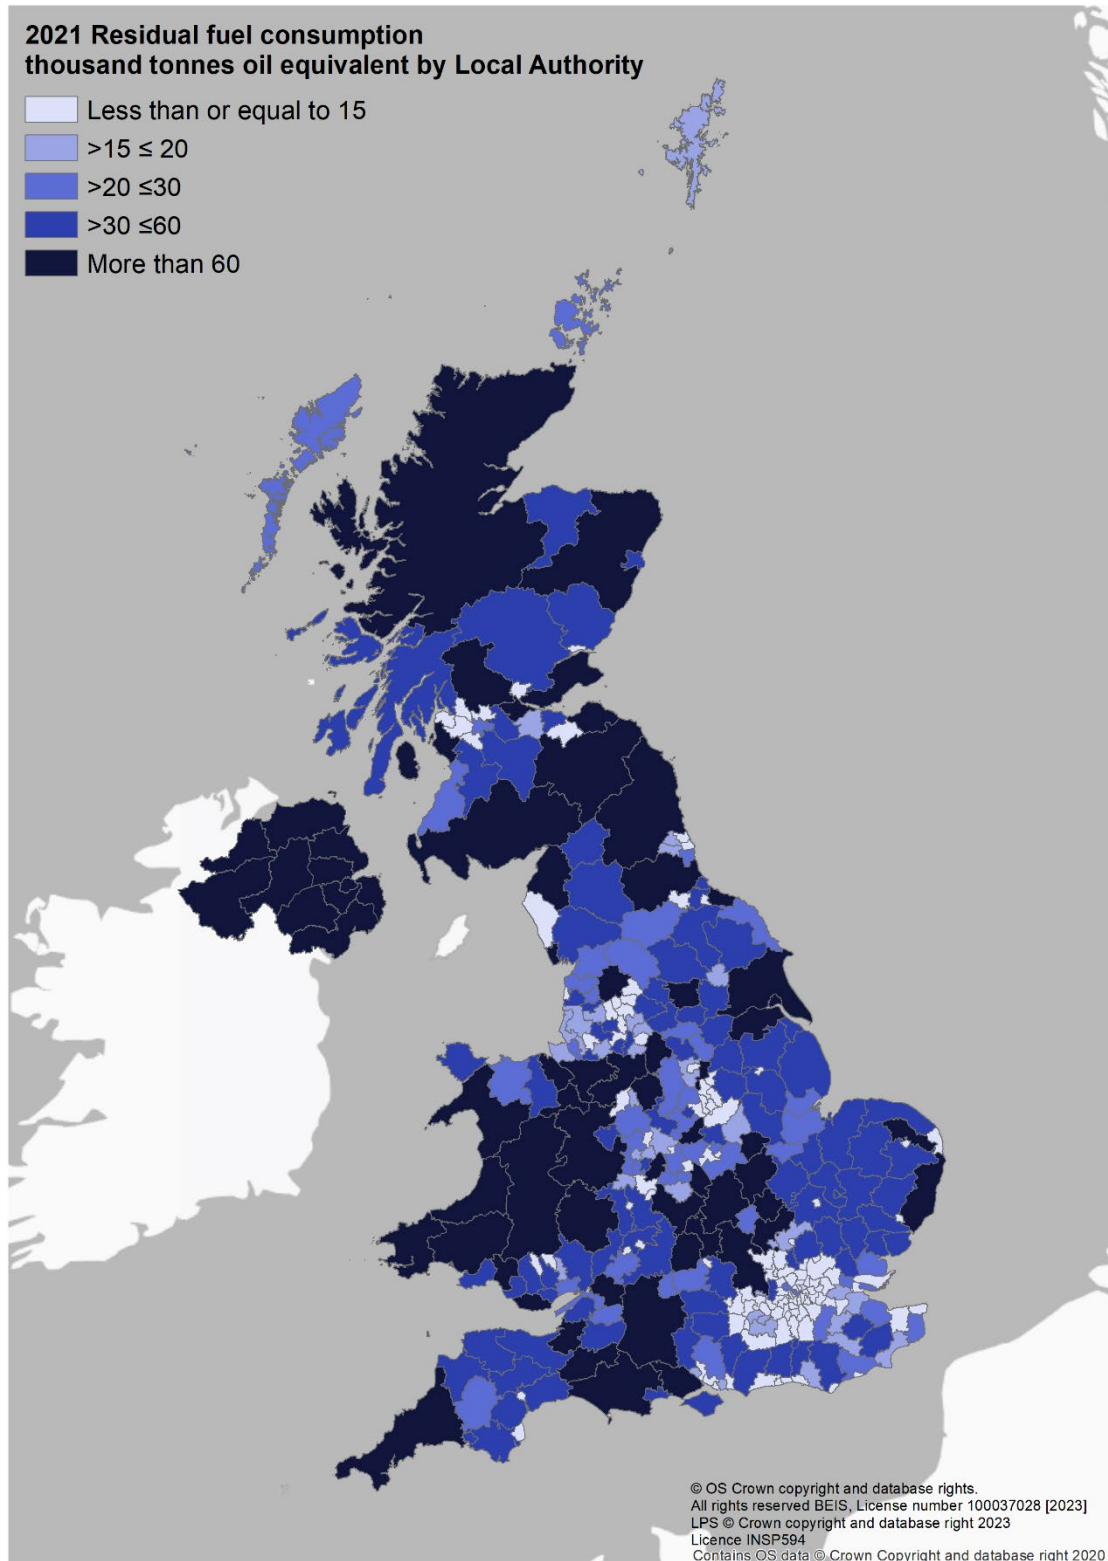 2021 Residual fuel consumption
thousand tonnes oil equivalent by Local Authority
Less than or equal to 15
>15 ≤ 20
>20 ≤30
>30 ≤60
More than 60
© OS Crown copyright and database rights.
All rights reserved BEIS, License number 100037028 [2023]
LPS © Crown copyright and database right 2023
Licence INSP594
Contains OS data © Crown Copyright and database right 2020